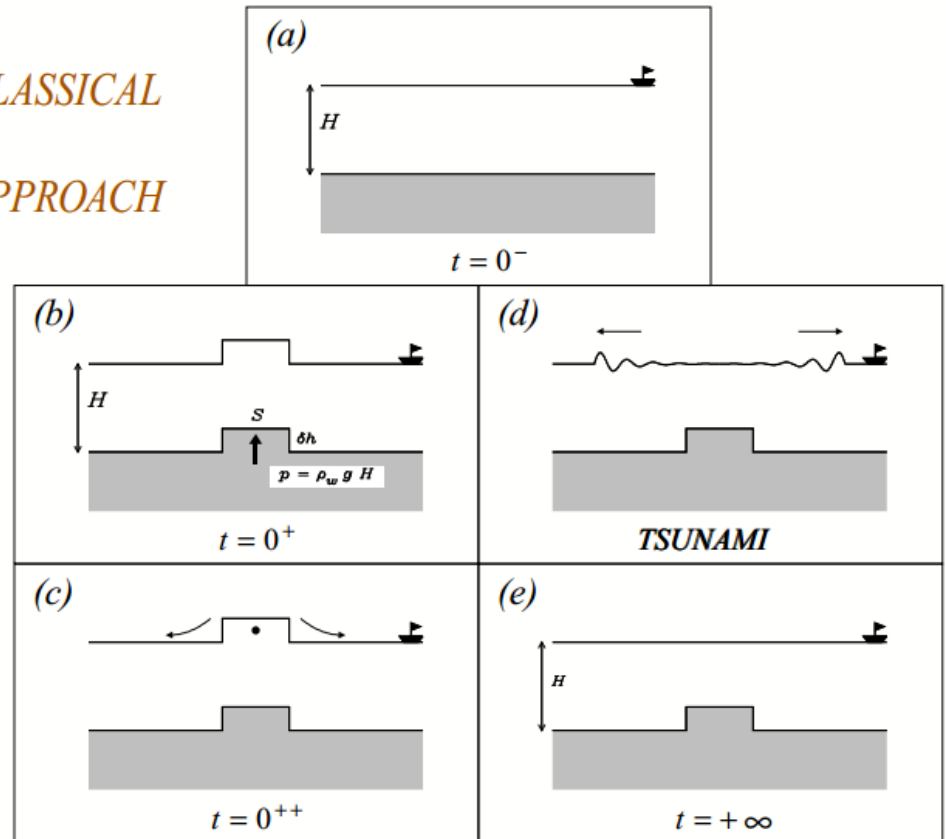 LASSICAL
PPROACH
(a)
H
t = 0⁻
(b)
H
S
δh
p = ρ_w g H
t = 0⁺
(d)
TSUNAMI
(c)
t = 0⁺⁺
(e)
H
t = + ∞